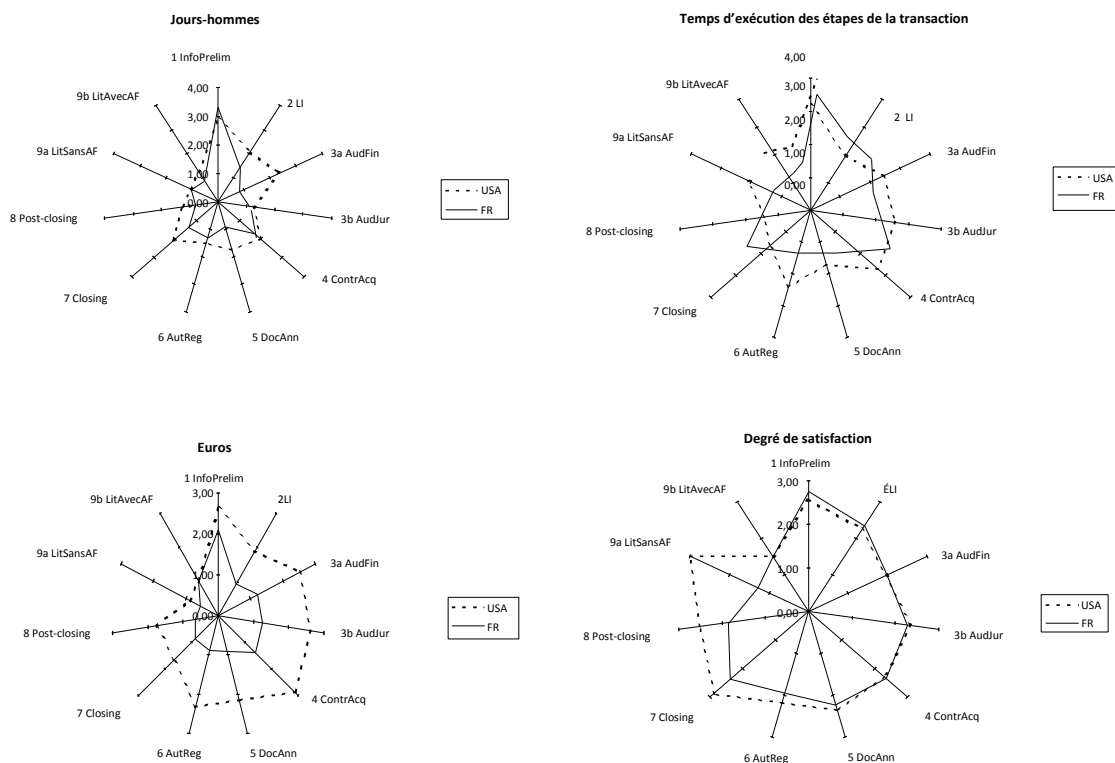 Jours-hommes
1 InfoPrelim
4,00
3,00
2,00
1,00
0,00
2 LI
3a AudFin
3b AudJur
4 ContrAcq
5 DocAnn
6 AutReg
7 Closing
8 Post-closing
9a LitSansAF
9b LitAvecAF
USA
FR
Temps d’exécution des étapes de la transaction
4,00
3,00
2,00
1,00
0,00
2 LI
3a AudFin
3b AudJur
4 ContrAcq
5 DocAnn
6 AutReg
7 Closing
8 Post-closing
9a LitSansAF
9b LitAvecAF
USA
FR
Euros
1 InfoPrelim
3,00
2,00
1,00
0,00
2LI
3a AudFin
3b AudJur
4 ContrAcq
5 DocAnn
6 AutReg
7 Closing
8 Post-closing
9a LitSansAF
9b LitAvecAF
USA
FR
Degré de satisfaction
1 InfoPrelim
3,00
2,00
1,00
0,00
ÉLI
3a AudFin
3b AudJur
4 ContrAcq
5 DocAnn
6 AutReg
7 Closing
8 Post-closing
9a LitSansAF
9b LitAvecAF
USA
FR